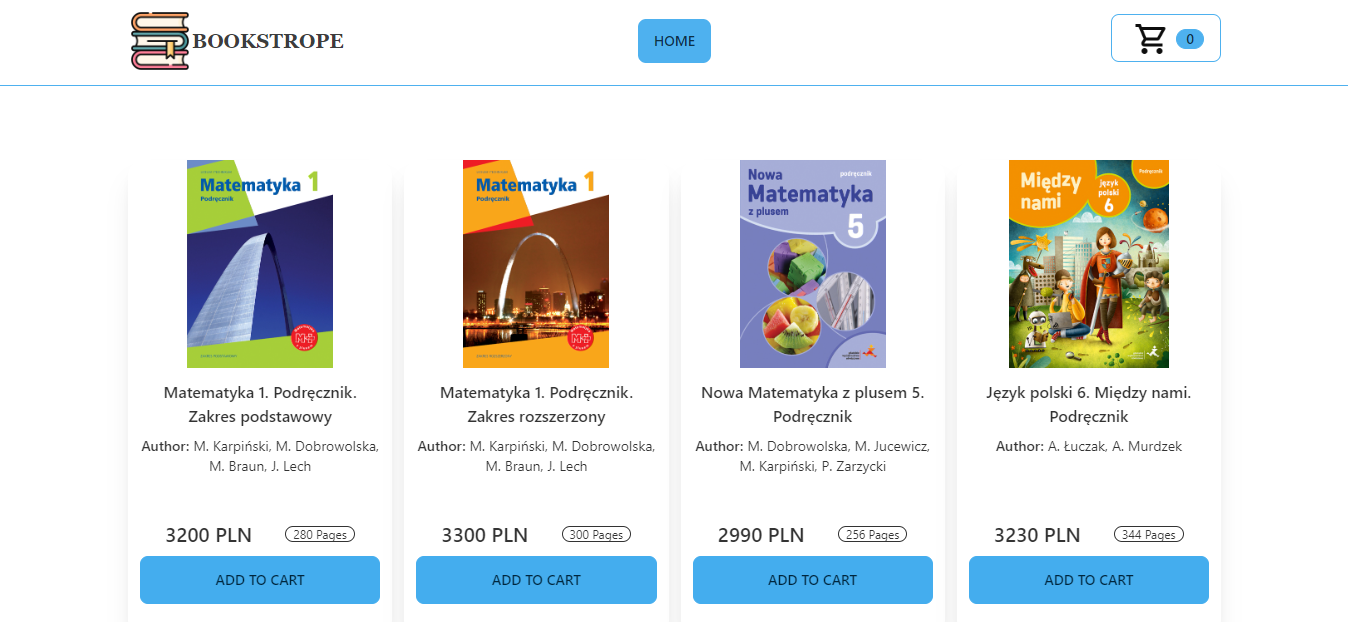 BOOKSTROPE
HOME
0
Matematyka 1
Podręcznik
Matematyka 1
Podręcznik
Nowa
podręcznik
Matematyka
z plusem
5
Między
nami
język
polski
6
Podręcznik
Matematyka 1. Podręcznik.
Zakres podstawowy
Author: M. Karpiński, M. Dobrowolska,
M. Braun, J. Lech
3200 PLN
280 Pages
ADD TO CART
Matematyka 1. Podręcznik.
Zakres rozszerzony
Author: M. Karpiński, M. Dobrowolska,
M. Braun, J. Lech
3300 PLN
300 Pages
ADD TO CART
Nowa Matematyka z plusem 5.
Podręcznik
Author: M. Dobrowolska, M. Jucewicz,
M. Karpiński, P. Zarzycki
2990 PLN
256 Pages
ADD TO CART
Język polski 6. Między nami.
Podręcznik
Author: A. Łuczak, A. Murdzek
3230 PLN
344 Pages
ADD TO CART